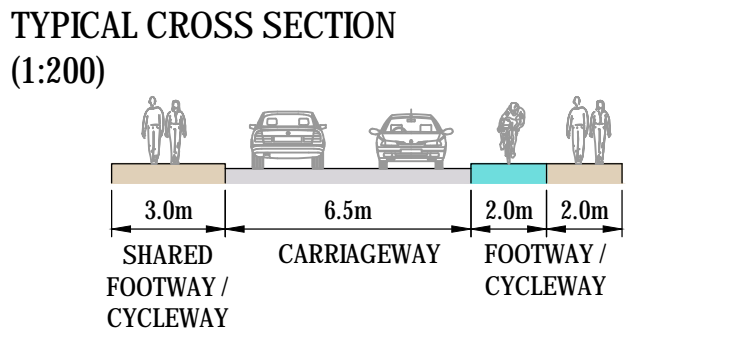 TYPICAL CROSS SECTION
(1:200)
3.0m 6.5m 2.0m 2.0m
SHARED
FOOTWAY /
CYCLEWAY
CARRIAGEWAY
FOOTWAY /
CYCLEWAY